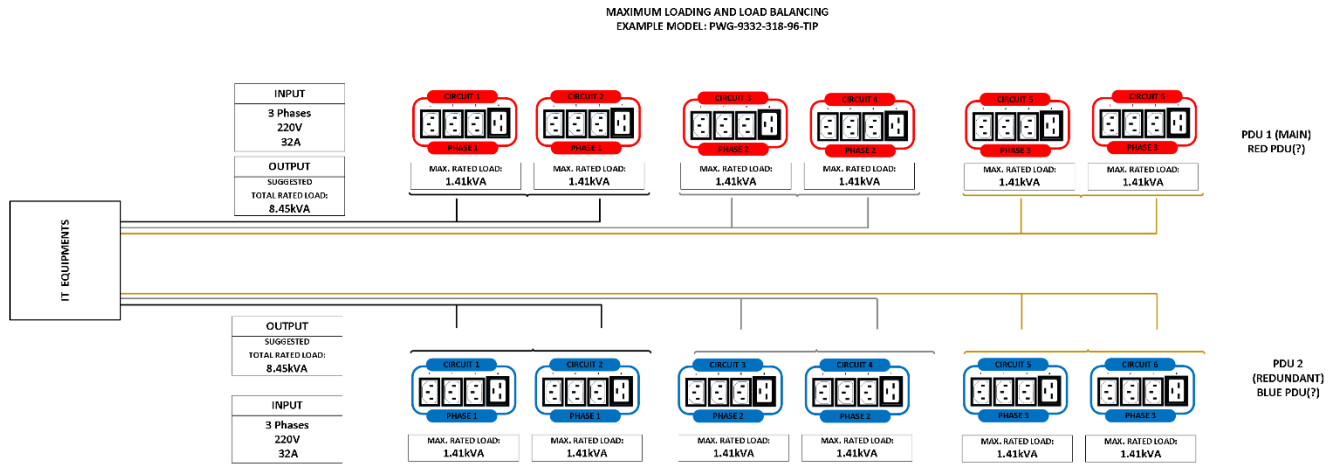 MAXIMUM LOADING AND LOAD BALANCING
EXAMPLE MODEL: PWG-9332-318-96-TIP
INPUT
3 Phases
220V
32A
OUTPUT
SUGGESTED
TOTAL RATED LOAD:
8.45kVA
CIRCUIT 1
PHASE 1
MAX. RATED LOAD:
1.41kVA
CIRCUIT 2
PHASE 1
MAX. RATED LOAD:
1.41kVA
CIRCUIT 3
PHASE 2
MAX. RATED LOAD:
1.41kVA
CIRCUIT 4
PHASE 2
MAX. RATED LOAD:
1.41kVA
CIRCUIT 5
PHASE 3
MAX. RATED LOAD:
1.41kVA
CIRCUIT 6
PHASE 3
MAX. RATED LOAD:
1.41kVA
PDU 1 (MAIN)
RED PDU(?)
IT EQUIPMENTS
OUTPUT
SUGGESTED
TOTAL RATED LOAD:
8.45kVA
INPUT
3 Phases
220V
32A
CIRCUIT 1
PHASE 1
MAX. RATED LOAD:
1.41kVA
CIRCUIT 2
PHASE 1
MAX. RATED LOAD:
1.41kVA
CIRCUIT 3
PHASE 2
MAX. RATED LOAD:
1.41kVA
CIRCUIT 4
PHASE 2
MAX. RATED LOAD:
1.41kVA
CIRCUIT 5
PHASE 3
MAX. RATED LOAD:
1.41kVA
CIRCUIT 6
PHASE 3
MAX. RATED LOAD:
1.41kVA
PDU 2
(REDUNDANT)
BLUE PDU(?)